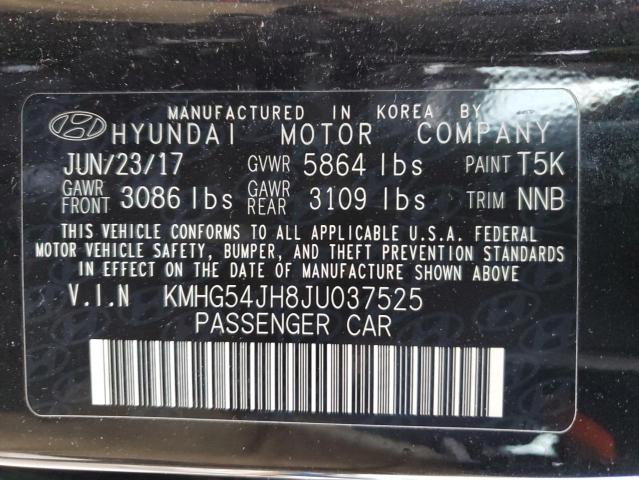 MANUFACTURED IN KOREA BY
HYUNDAI MOTOR COMPANY
JUN/23/17 GVWR 5864 lbs PAINT T5K
GAWR FRONT 3086 lbs GAWR REAR 3109 lbs TRIM NNB
THIS VEHICLE CONFORMS TO ALL APPLICABLE U.S.A. FEDERAL
MOTOR VEHICLE SAFETY, BUMPER, AND THEFT PREVENTION STANDARDS
IN EFFECT ON THE DATE OF MANUFACTURE SHOWN ABOVE
V.I.N KMHG54JH8JU037525
PASSENGER CAR